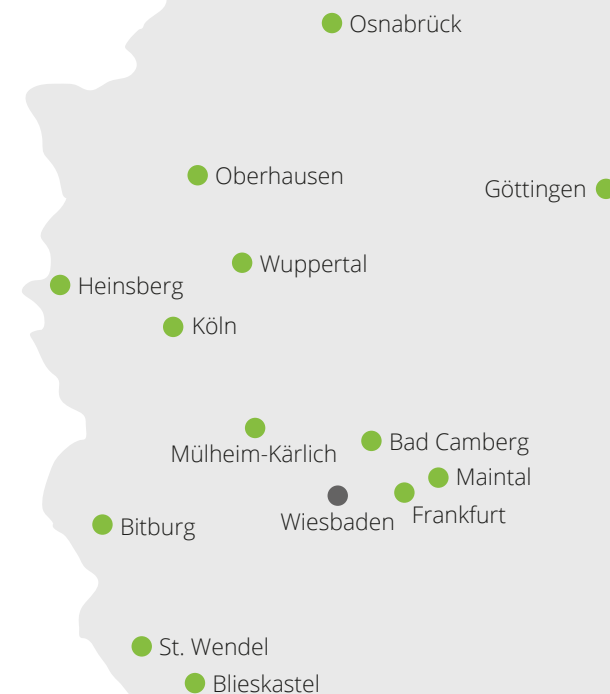 Osnabrück
Oberhausen
Göttingen
Wuppertal
Heinsberg
Köln
Mülheim-Kärlich
Bad Camberg
Maintal
Wiesbaden
Frankfurt
Bitburg
St. Wendel
Blieskastel